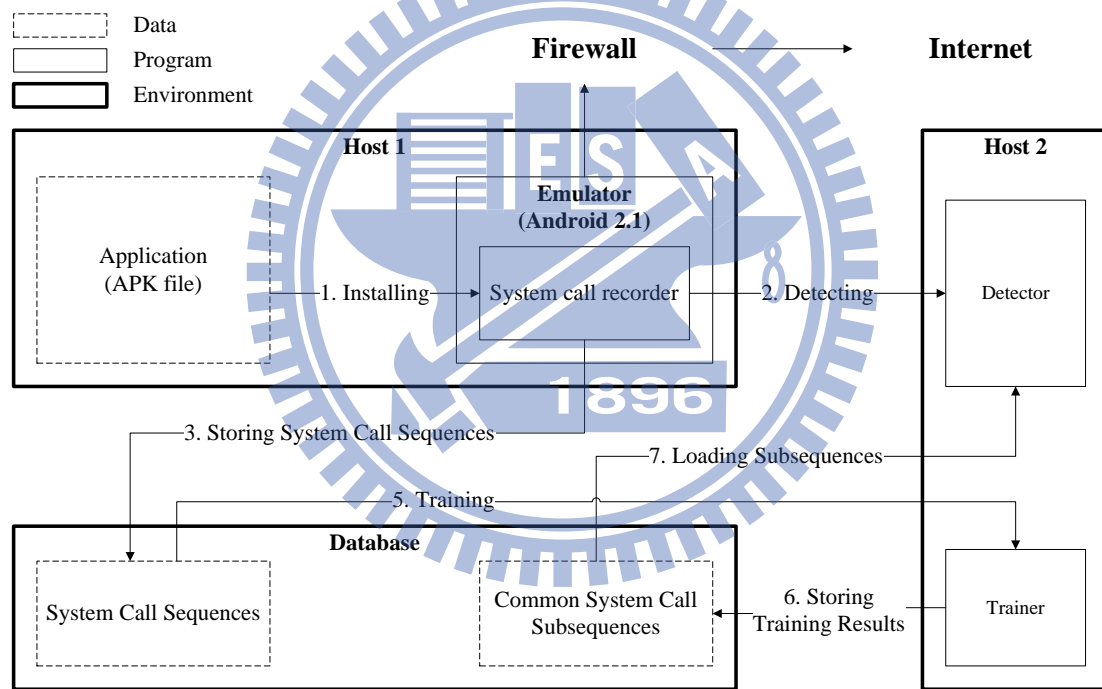 Data
Program
Environment
Firewall
Internet
Host 1
Host 2
Application
(APK file)
Emulator
(Android 2.1)
System call recorder
1. Installing
2. Detecting
Detector
ESA
8
1896
3. Storing System Call Sequences
7. Loading Subsequences
5. Training
Database
System Call Sequences
Common System Call
Subsequences
6. Storing
Training Results
Trainer